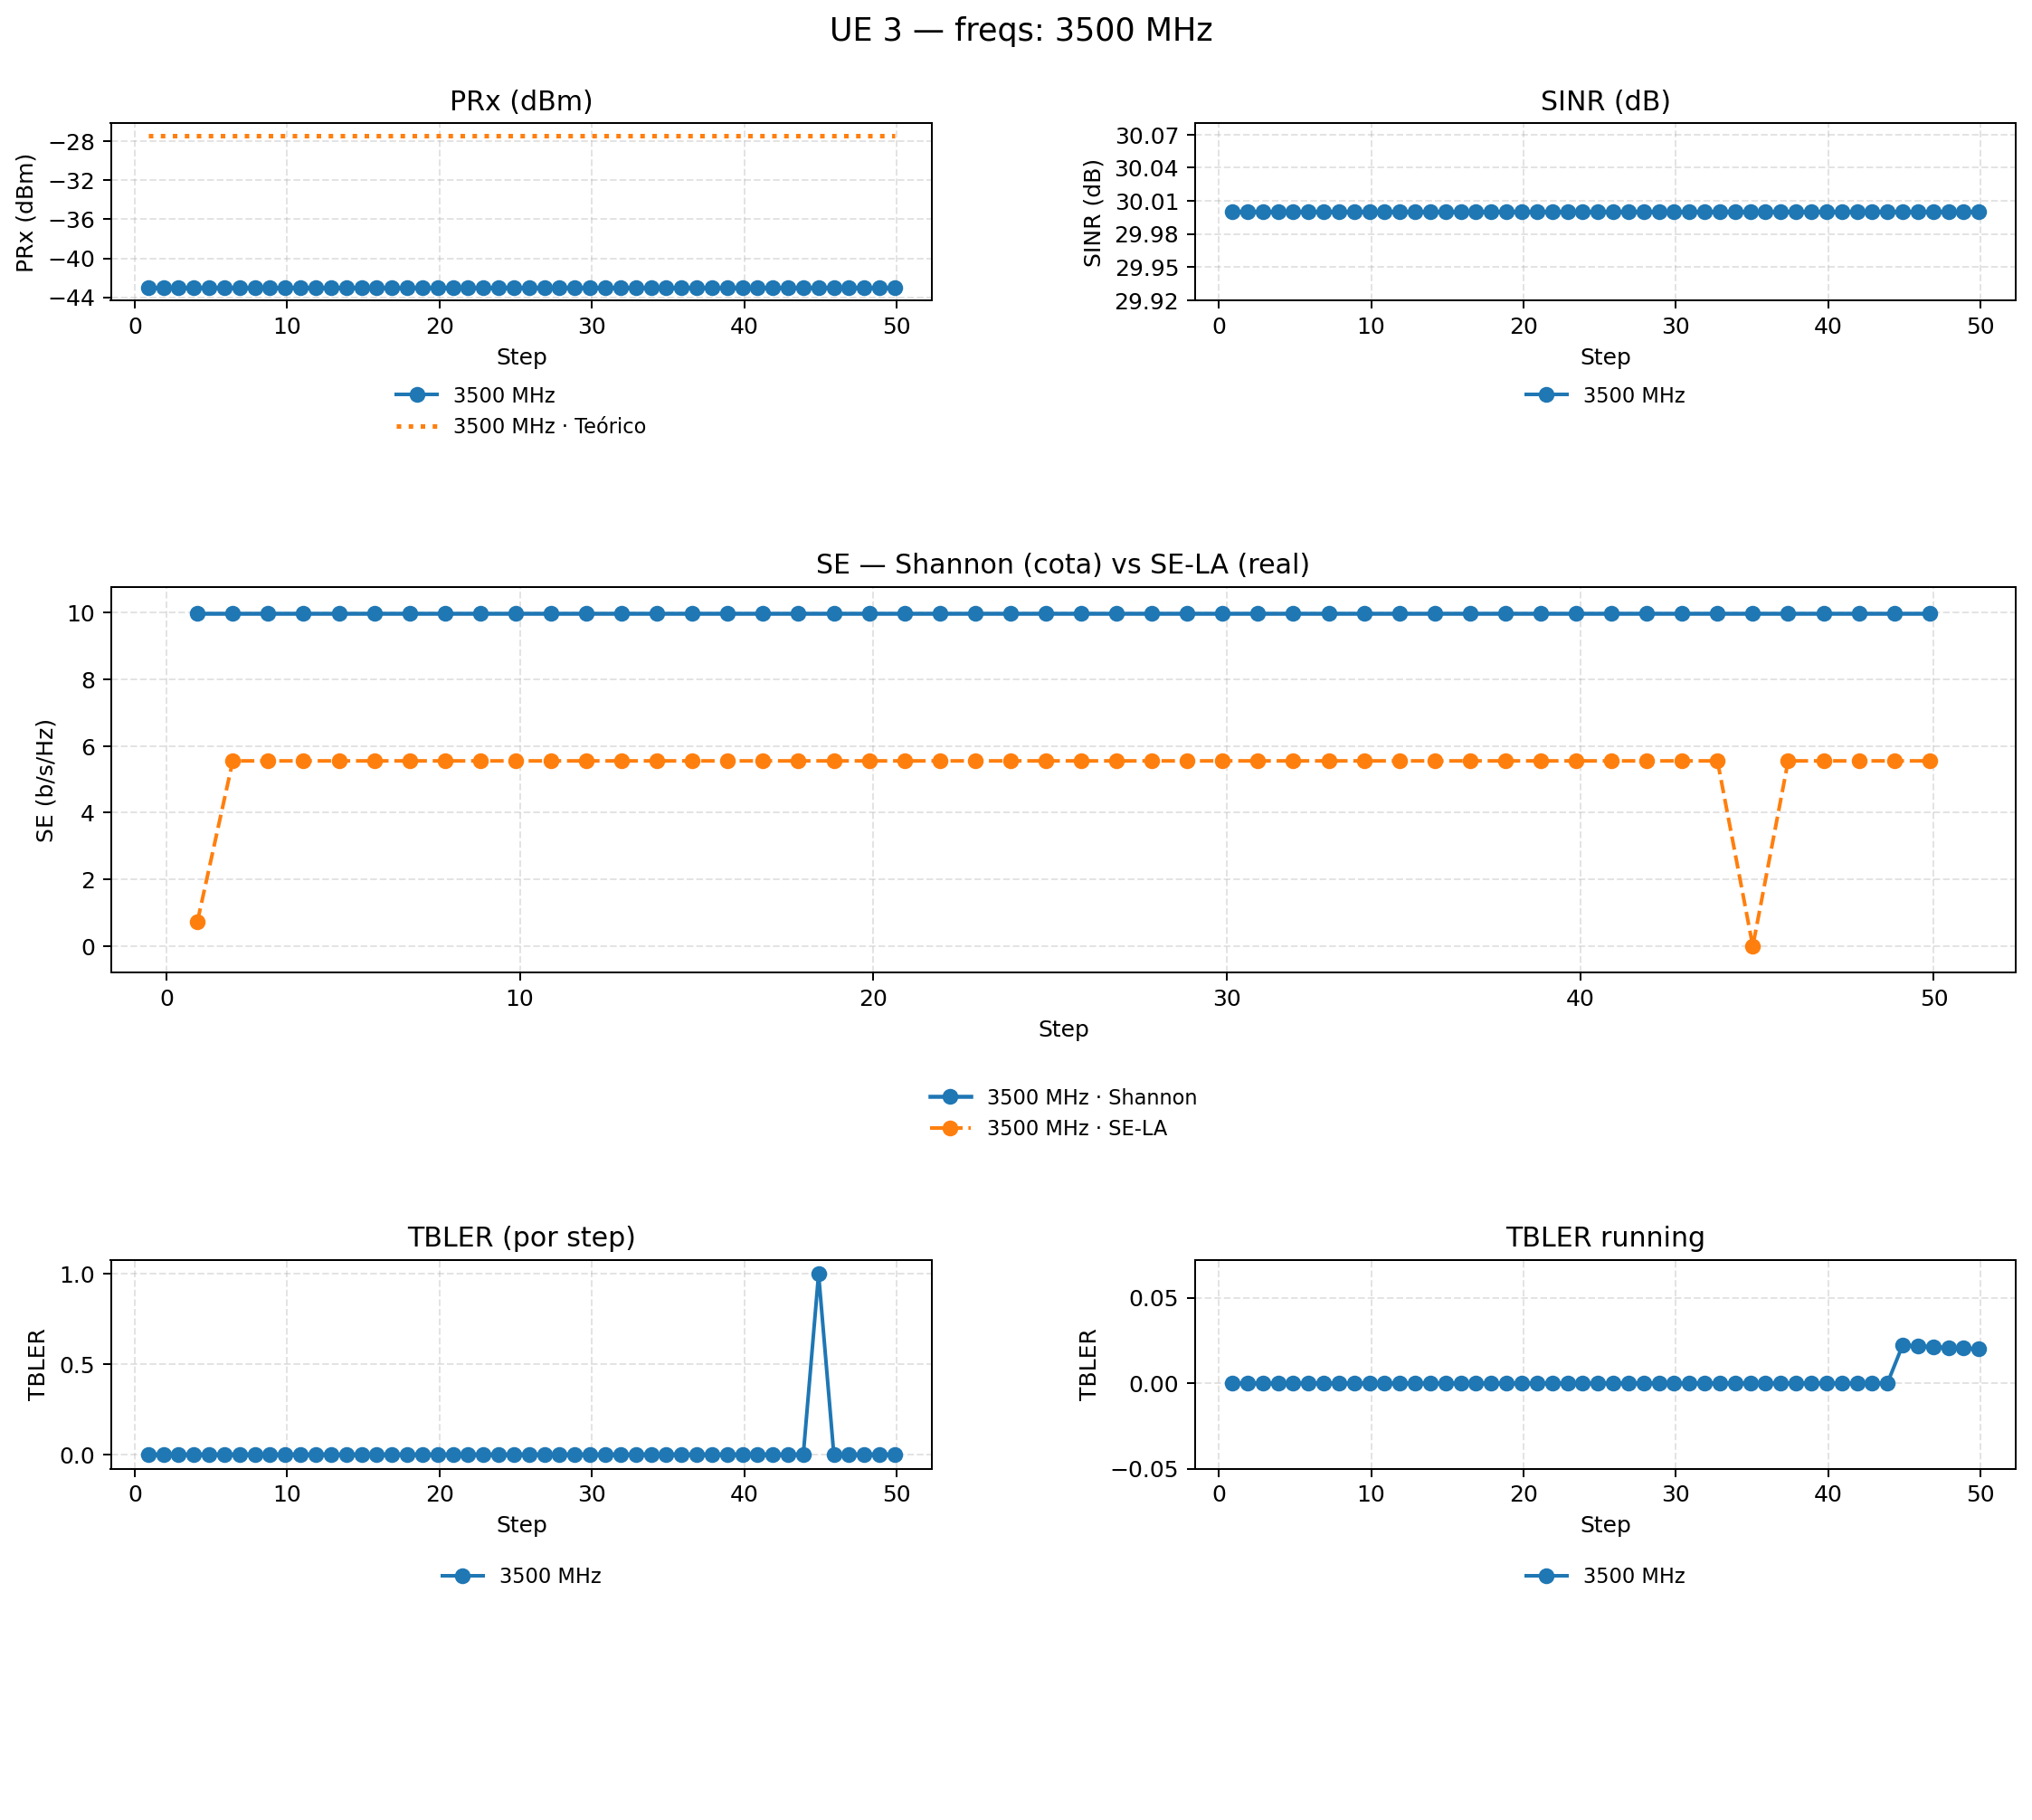 UE 3 — freqs: 3500 MHz
PRx (dBm)
PRx (dBm)
−28
−32
−36
−40
−44
0 10 20 30 40 50
Step
3500 MHz
3500 MHz · Teórico
SINR (dB)
SINR (dB)
30.07
30.04
30.01
29.98
29.95
29.92
0 10 20 30 40 50
Step
3500 MHz
SE — Shannon (cota) vs SE-LA (real)
SE (b/s/Hz)
10
8
6
4
2
0
0 10 20 30 40 50
Step
3500 MHz · Shannon
3500 MHz · SE-LA
TBLER (por step)
TBLER
1.0
0.5
0.0
0 10 20 30 40 50
Step
3500 MHz
TBLER running
TBLER
0.05
0.00
−0.05
0 10 20 30 40 50
Step
3500 MHz